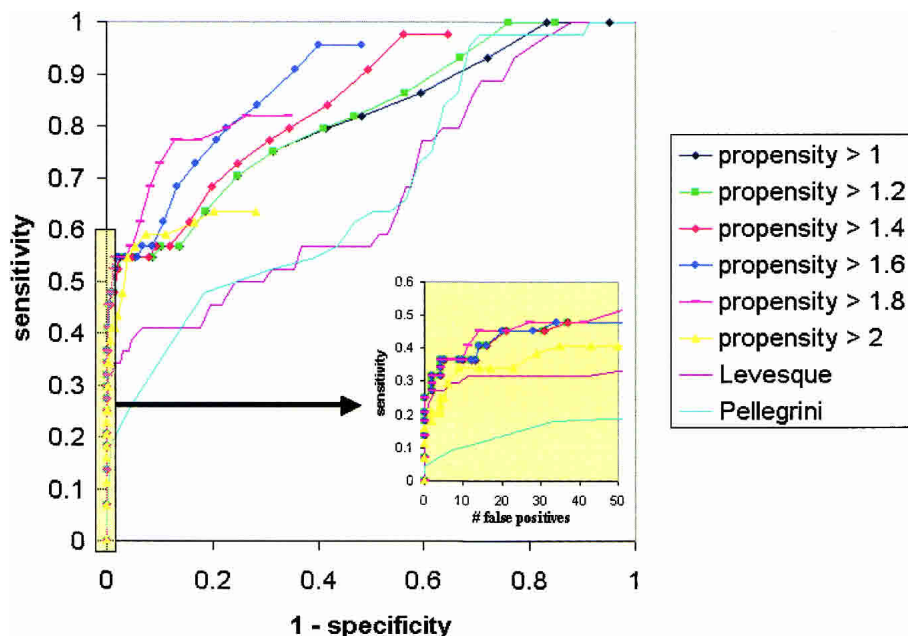 1
0.9
0.8
0.7
0.6
0.5
0.4
0.3
0.2
0.1
0
sensitivity
0 0.2 0.4 0.6 0.8 1
1 - specificity
0.6
0.5
0.4
0.3
0.2
0.1
0
sensitivity
0 10 20 30 40 50
# false positives
propensity > 1
propensity > 1.2
propensity > 1.4
propensity > 1.6
propensity > 1.8
propensity > 2
Levesque
Pellegrini